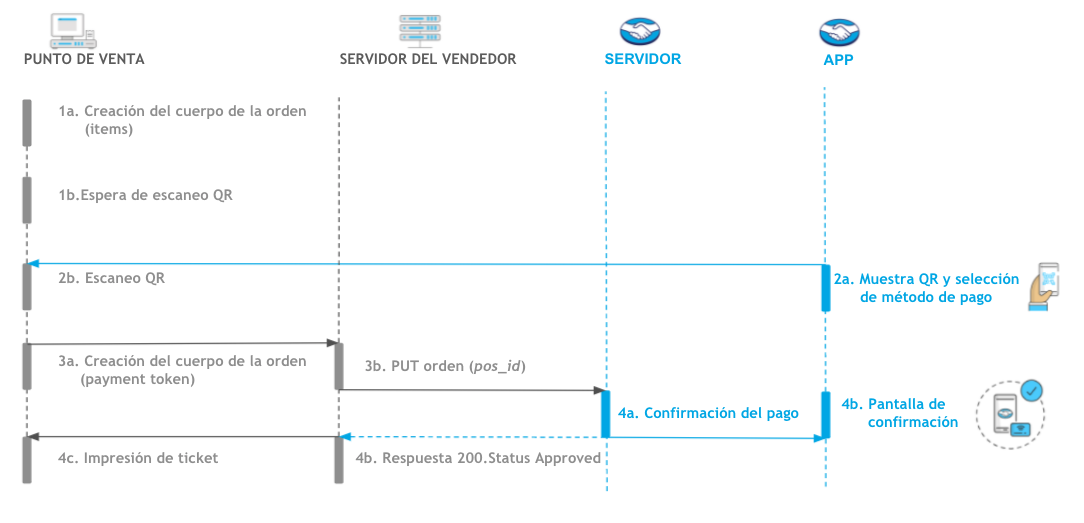 PUNTO DE VENTA
SERVIDOR DEL VENDEDOR
SERVIDOR
APP
1a. Creación del cuerpo de la orden
(items)
1b.Espera de escaneo QR
2b. Escaneo QR
2a. Muestra QR y selección
de método de pago
3a. Creación del cuerpo de la orden
(payment token)
3b. PUT orden (pos_id)
4a. Confirmación del pago
4b. Pantalla de
confirmación
4c. Impresión de ticket
4b. Respuesta 200.Status Approved